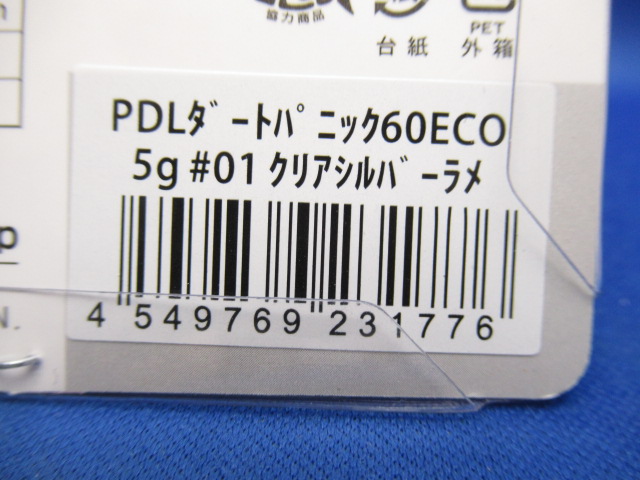 協力商品
PET
台紙 外箱
PDLﾀﾞｰﾄﾊﾟﾆｯｸ60ECO
5g #01 ｸﾘｱｼﾙﾊﾞｰﾗﾒ
p
N.
4 549769 231776